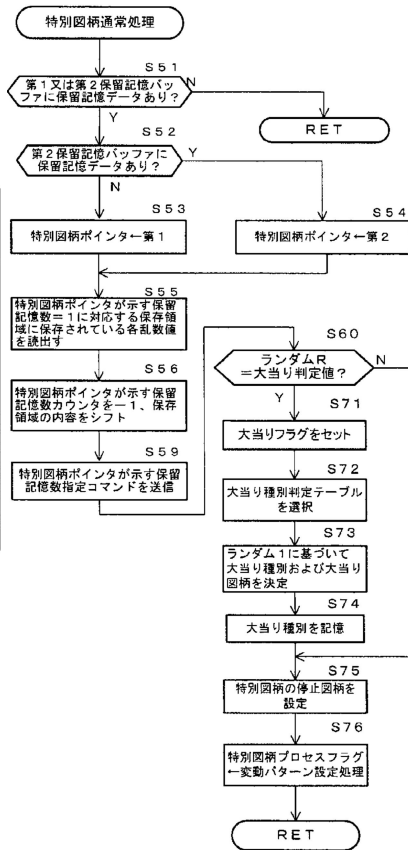 特別図柄通常処理
S51
第1又は第2保留記憶バッ
ファに保留記憶データあり?
N
Y
RET
S52
第2保留記憶バッファに
保留記憶データあり?
Y
N
S53
特別図柄ポインタ←第1
S54
特別図柄ポインタ←第2
S55
特別図柄ポインタが示す保留
記憶数=1に対応する保存領
域に保存されている各乱数値
を読出す
S56
特別図柄ポインタが示す保留
記憶数カウンタを-1、保存
領域の内容をシフト
S59
特別図柄ポインタが示す保留
記憶数指定コマンドを送信
S60
ランダムR
=大当り判定値?
N
Y
S71
大当りフラグをセット
S72
大当り種別判定テーブル
を選択
S73
ランダム1に基づいて
大当り種別および大当り
図柄を決定
S74
大当り種別を記憶
S75
特別図柄の停止図柄を
設定
S76
特別図柄プロセスフラグ
←変動パターン設定処理
RET